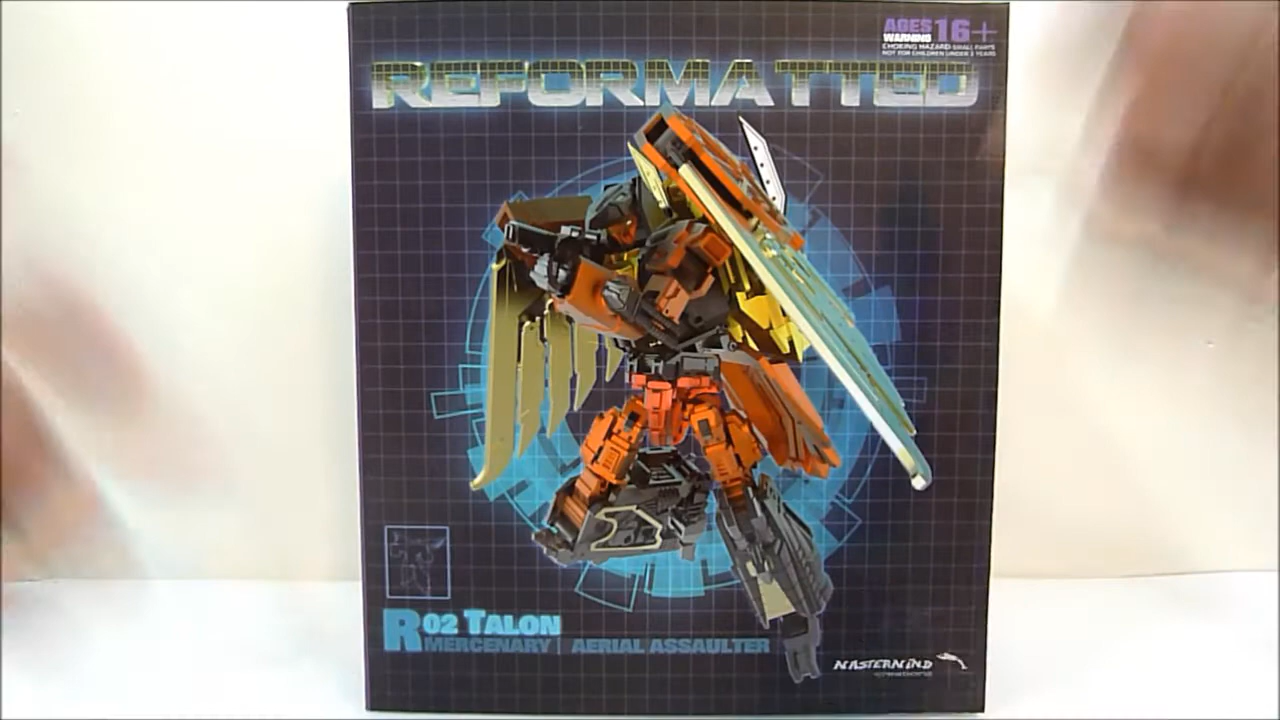 AGES 16+
WARNING
CHOKING HAZARD-SMALL PARTS
NOT FOR CHILDREN UNDER 3 YEARS
REFORMATTED
R02 TALON
MERCENARY | AERIAL ASSAULTER
MASTERMIND
creations